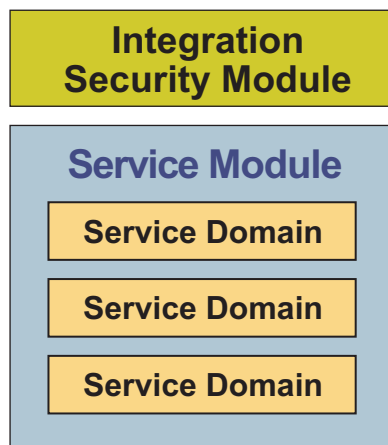 Integration
Security Module
Service Module
Service Domain
Service Domain
Service Domain